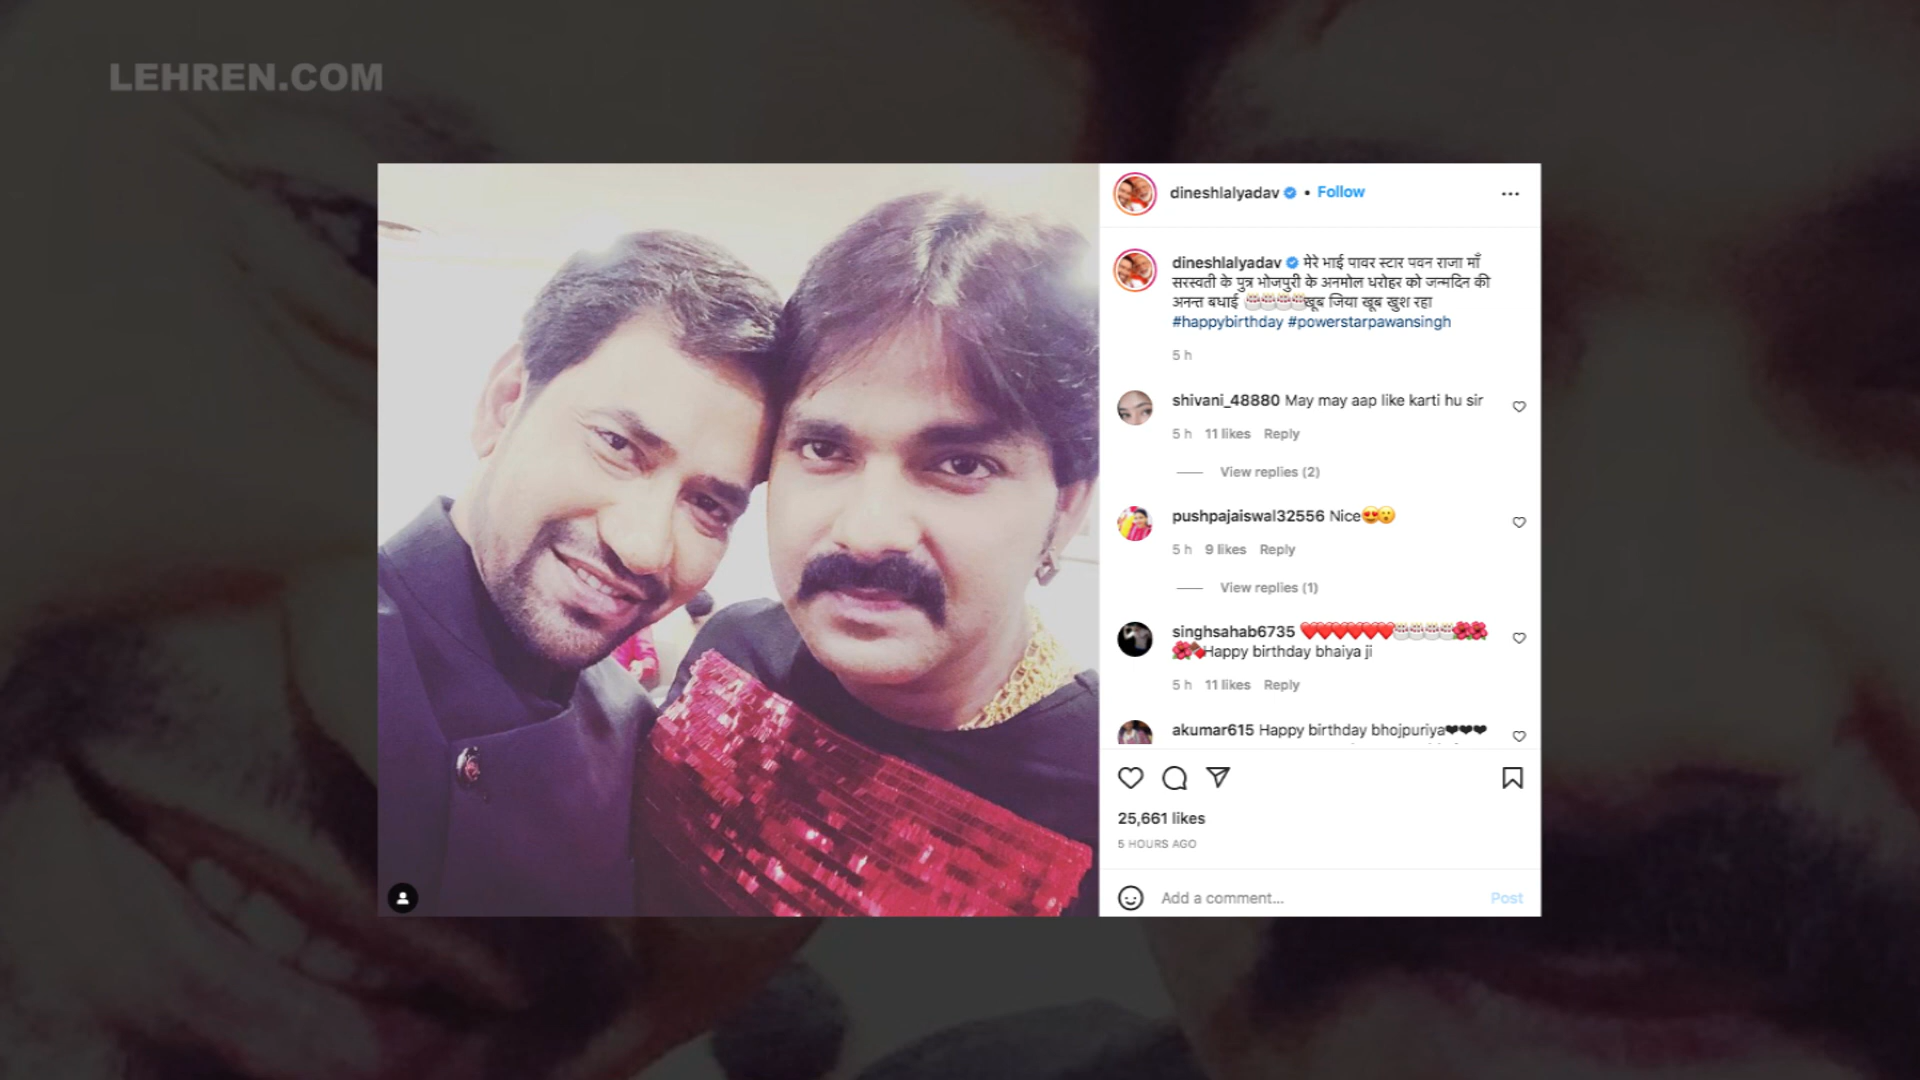 LEHREN.COM
dineshlalyadav • Follow
dineshlalyadav मेरे भाई पावर स्टार पवन राजा माँ
सरस्वती के पुत्र भोजपुरी के अनमोल धरोहर को जन्मदिन की
अनन्त बधाई 🎂🎂🎂🎂खूब जिया खूब खुश रहा
#happybirthday #powerstarpawansingh
5 h
shivani_48880 May may aap like karti hu sir
5 h 11 likes Reply
View replies (2)
pushpajaiswal32556 Nice😍😮
5 h 9 likes Reply
View replies (1)
singhsahab6735 ❤️❤️❤️❤️❤️❤️🎂🎂🎂🎂🌺🌺
🌺🍫Happy birthday bhaiya ji
5 h 11 likes Reply
akumar615 Happy birthday bhojpuriya❤❤❤
25,661 likes
5 HOURS AGO
Add a comment... Post